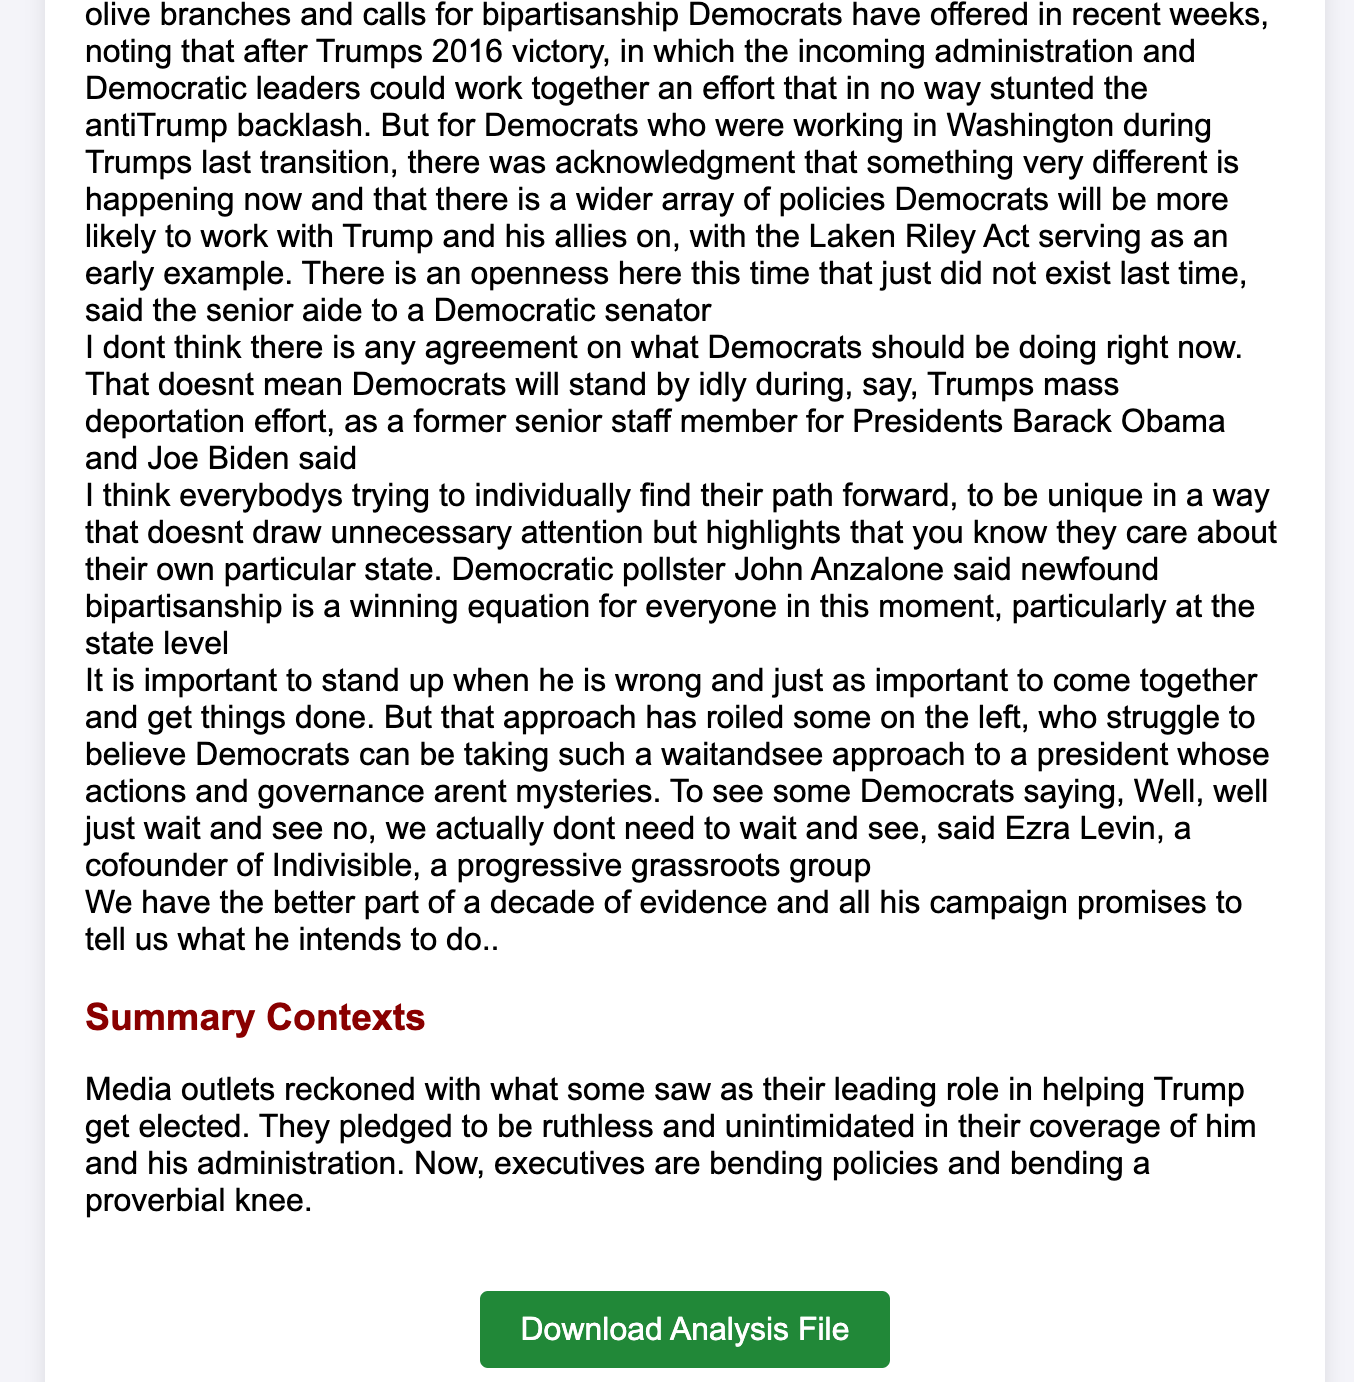 olive branches and calls for bipartisanship Democrats have offered in recent weeks,
noting that after Trumps 2016 victory, in which the incoming administration and
Democratic leaders could work together an effort that in no way stunted the
antiTrump backlash. But for Democrats who were working in Washington during
Trumps last transition, there was acknowledgment that something very different is
happening now and that there is a wider array of policies Democrats will be more
likely to work with Trump and his allies on, with the Laken Riley Act serving as an
early example. There is an openness here this time that just did not exist last time,
said the senior aide to a Democratic senator
I dont think there is any agreement on what Democrats should be doing right now.
That doesnt mean Democrats will stand by idly during, say, Trumps mass
deportation effort, as a former senior staff member for Presidents Barack Obama
and Joe Biden said
I think everybodys trying to individually find their path forward, to be unique in a way
that doesnt draw unnecessary attention but highlights that you know they care about
their own particular state. Democratic pollster John Anzalone said newfound
bipartisanship is a winning equation for everyone in this moment, particularly at the
state level
It is important to stand up when he is wrong and just as important to come together
and get things done. But that approach has roiled some on the left, who struggle to
believe Democrats can be taking such a waitandsee approach to a president whose
actions and governance arent mysteries. To see some Democrats saying, Well, well
just wait and see no, we actually dont need to wait and see, said Ezra Levin, a
cofounder of Indivisible, a progressive grassroots group
We have the better part of a decade of evidence and all his campaign promises to
tell us what he intends to do..
Summary Contexts
Media outlets reckoned with what some saw as their leading role in helping Trump
get elected. They pledged to be ruthless and unintimidated in their coverage of him
and his administration. Now, executives are bending policies and bending a
proverbial knee.
Download Analysis File